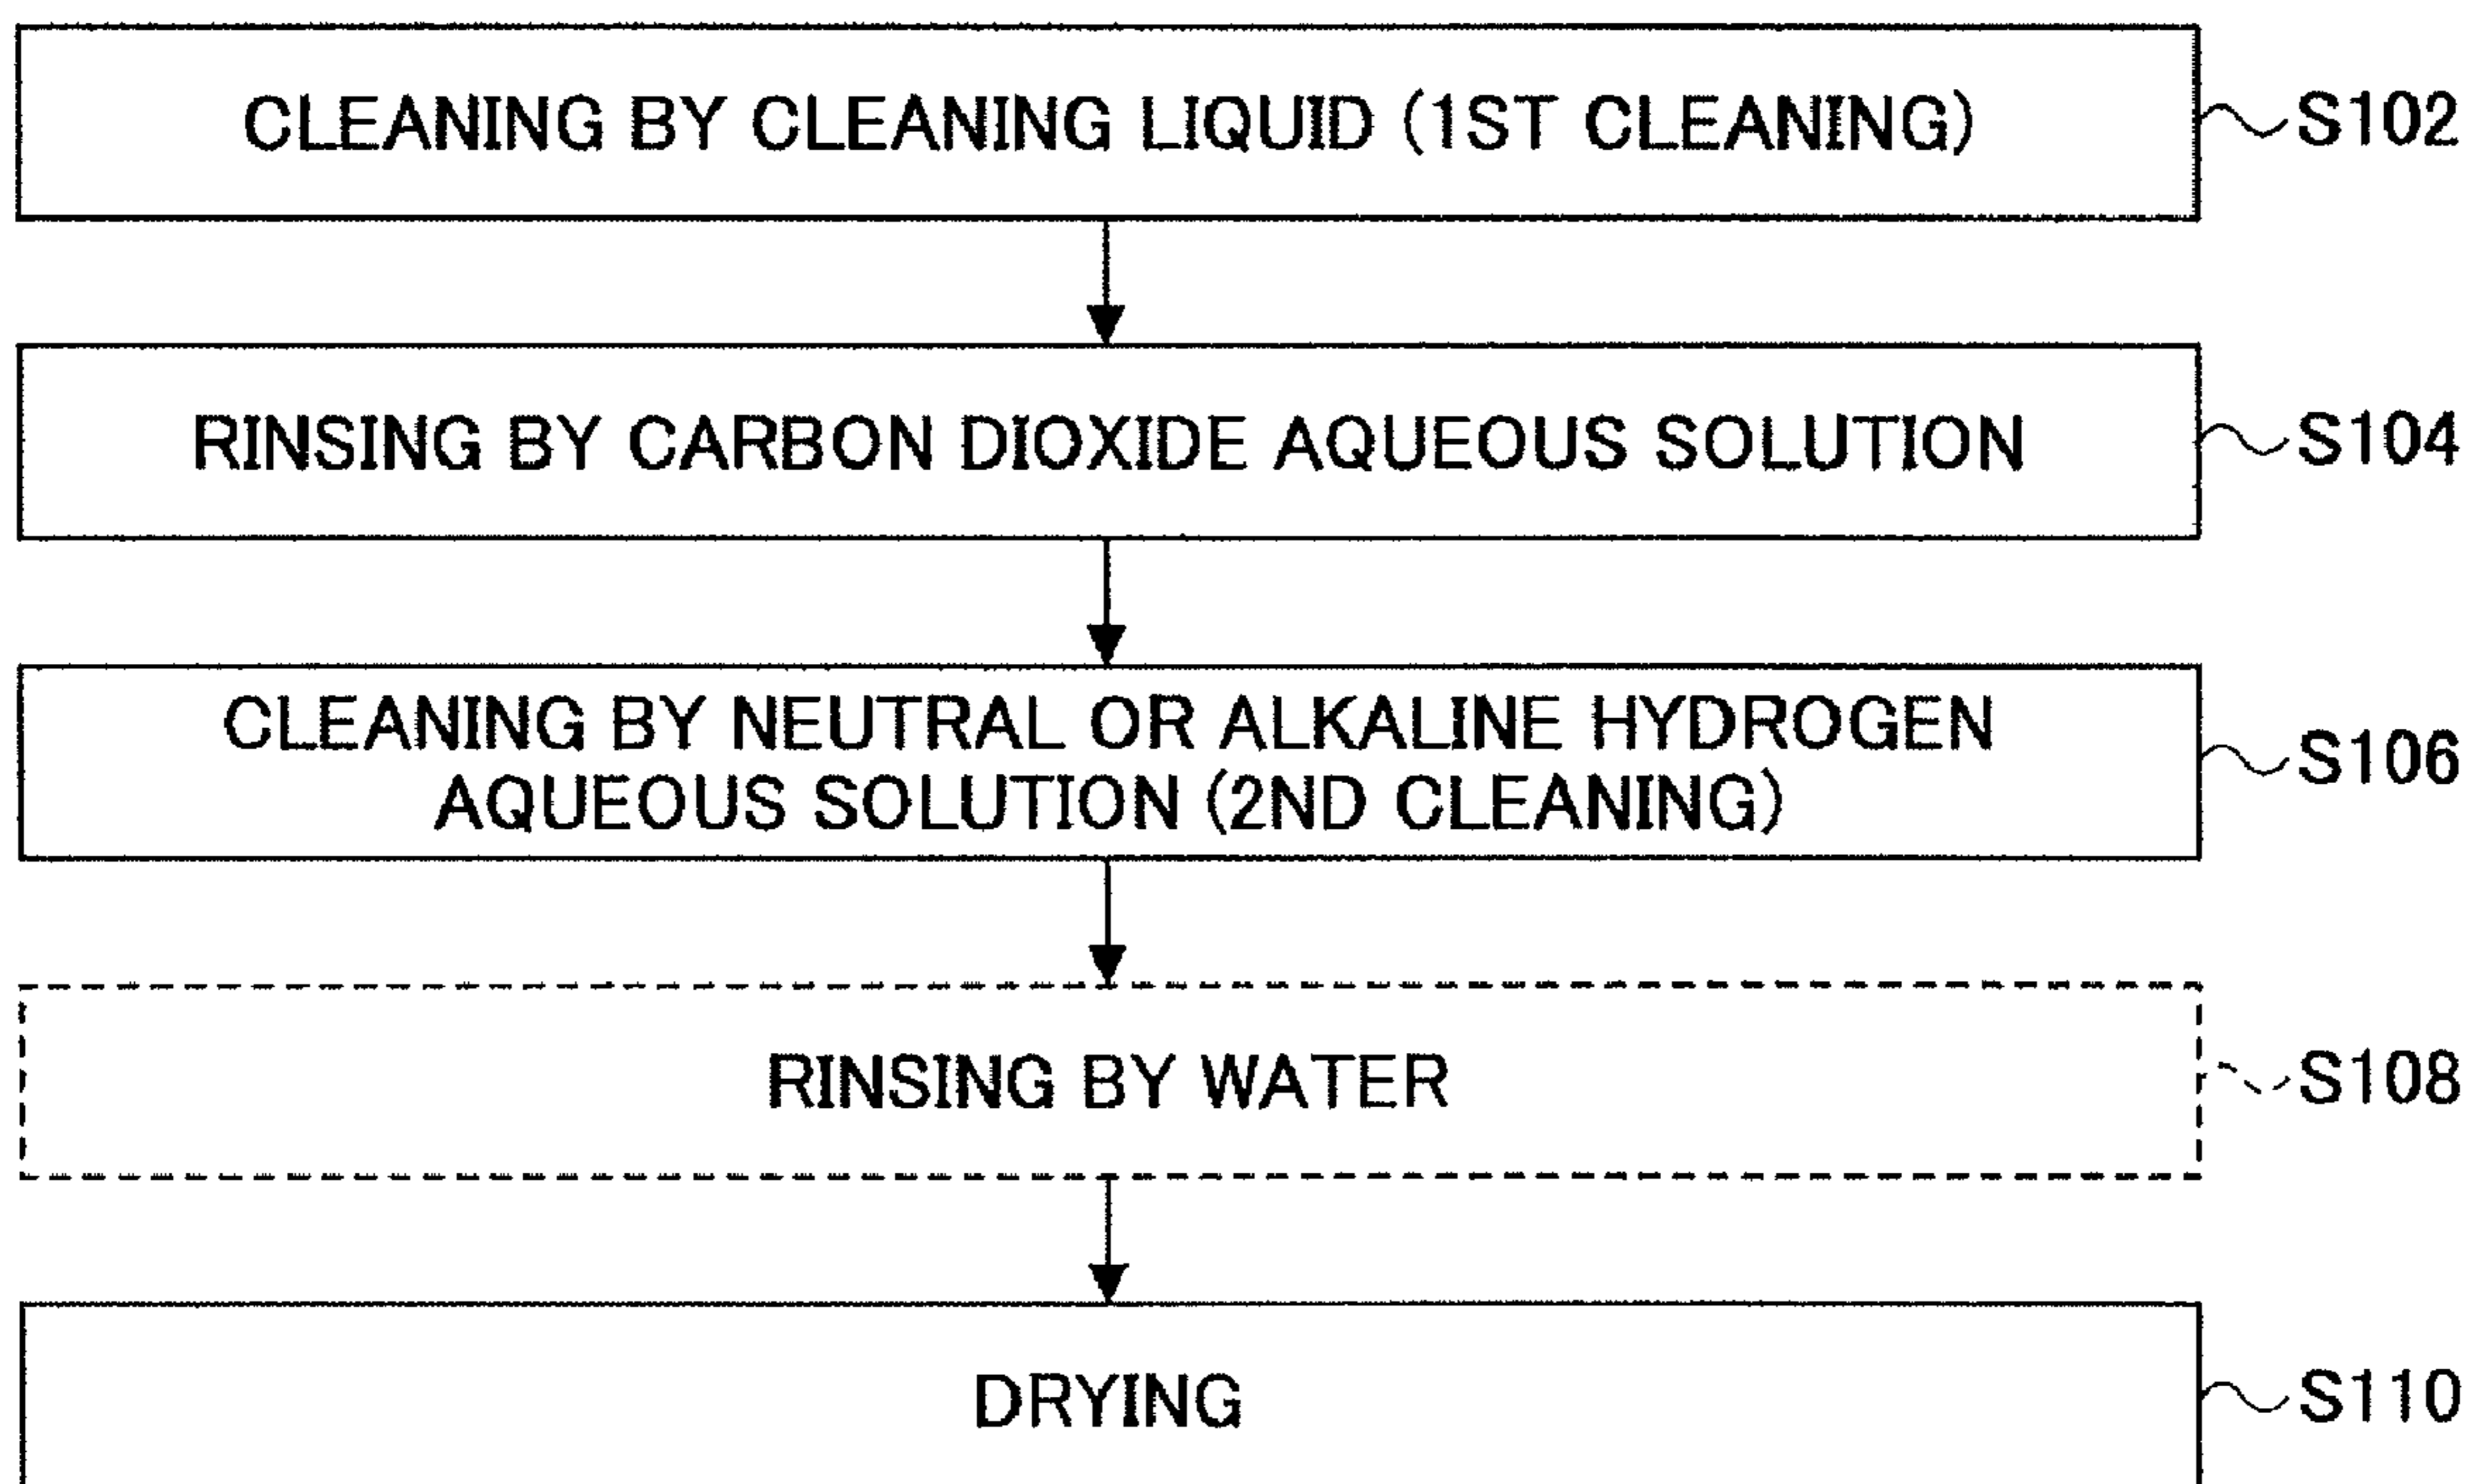 CLEANING BY CLEANING LIQUID (1ST CLEANING)
S102
RINSING BY CARBON DIOXIDE AQUEOUS SOLUTION
S104
CLEANING BY NEUTRAL OR ALKALINE HYDROGEN
AQUEOUS SOLUTION (2ND CLEANING)
S106
RINSING BY WATER
S108
DRYING
S110